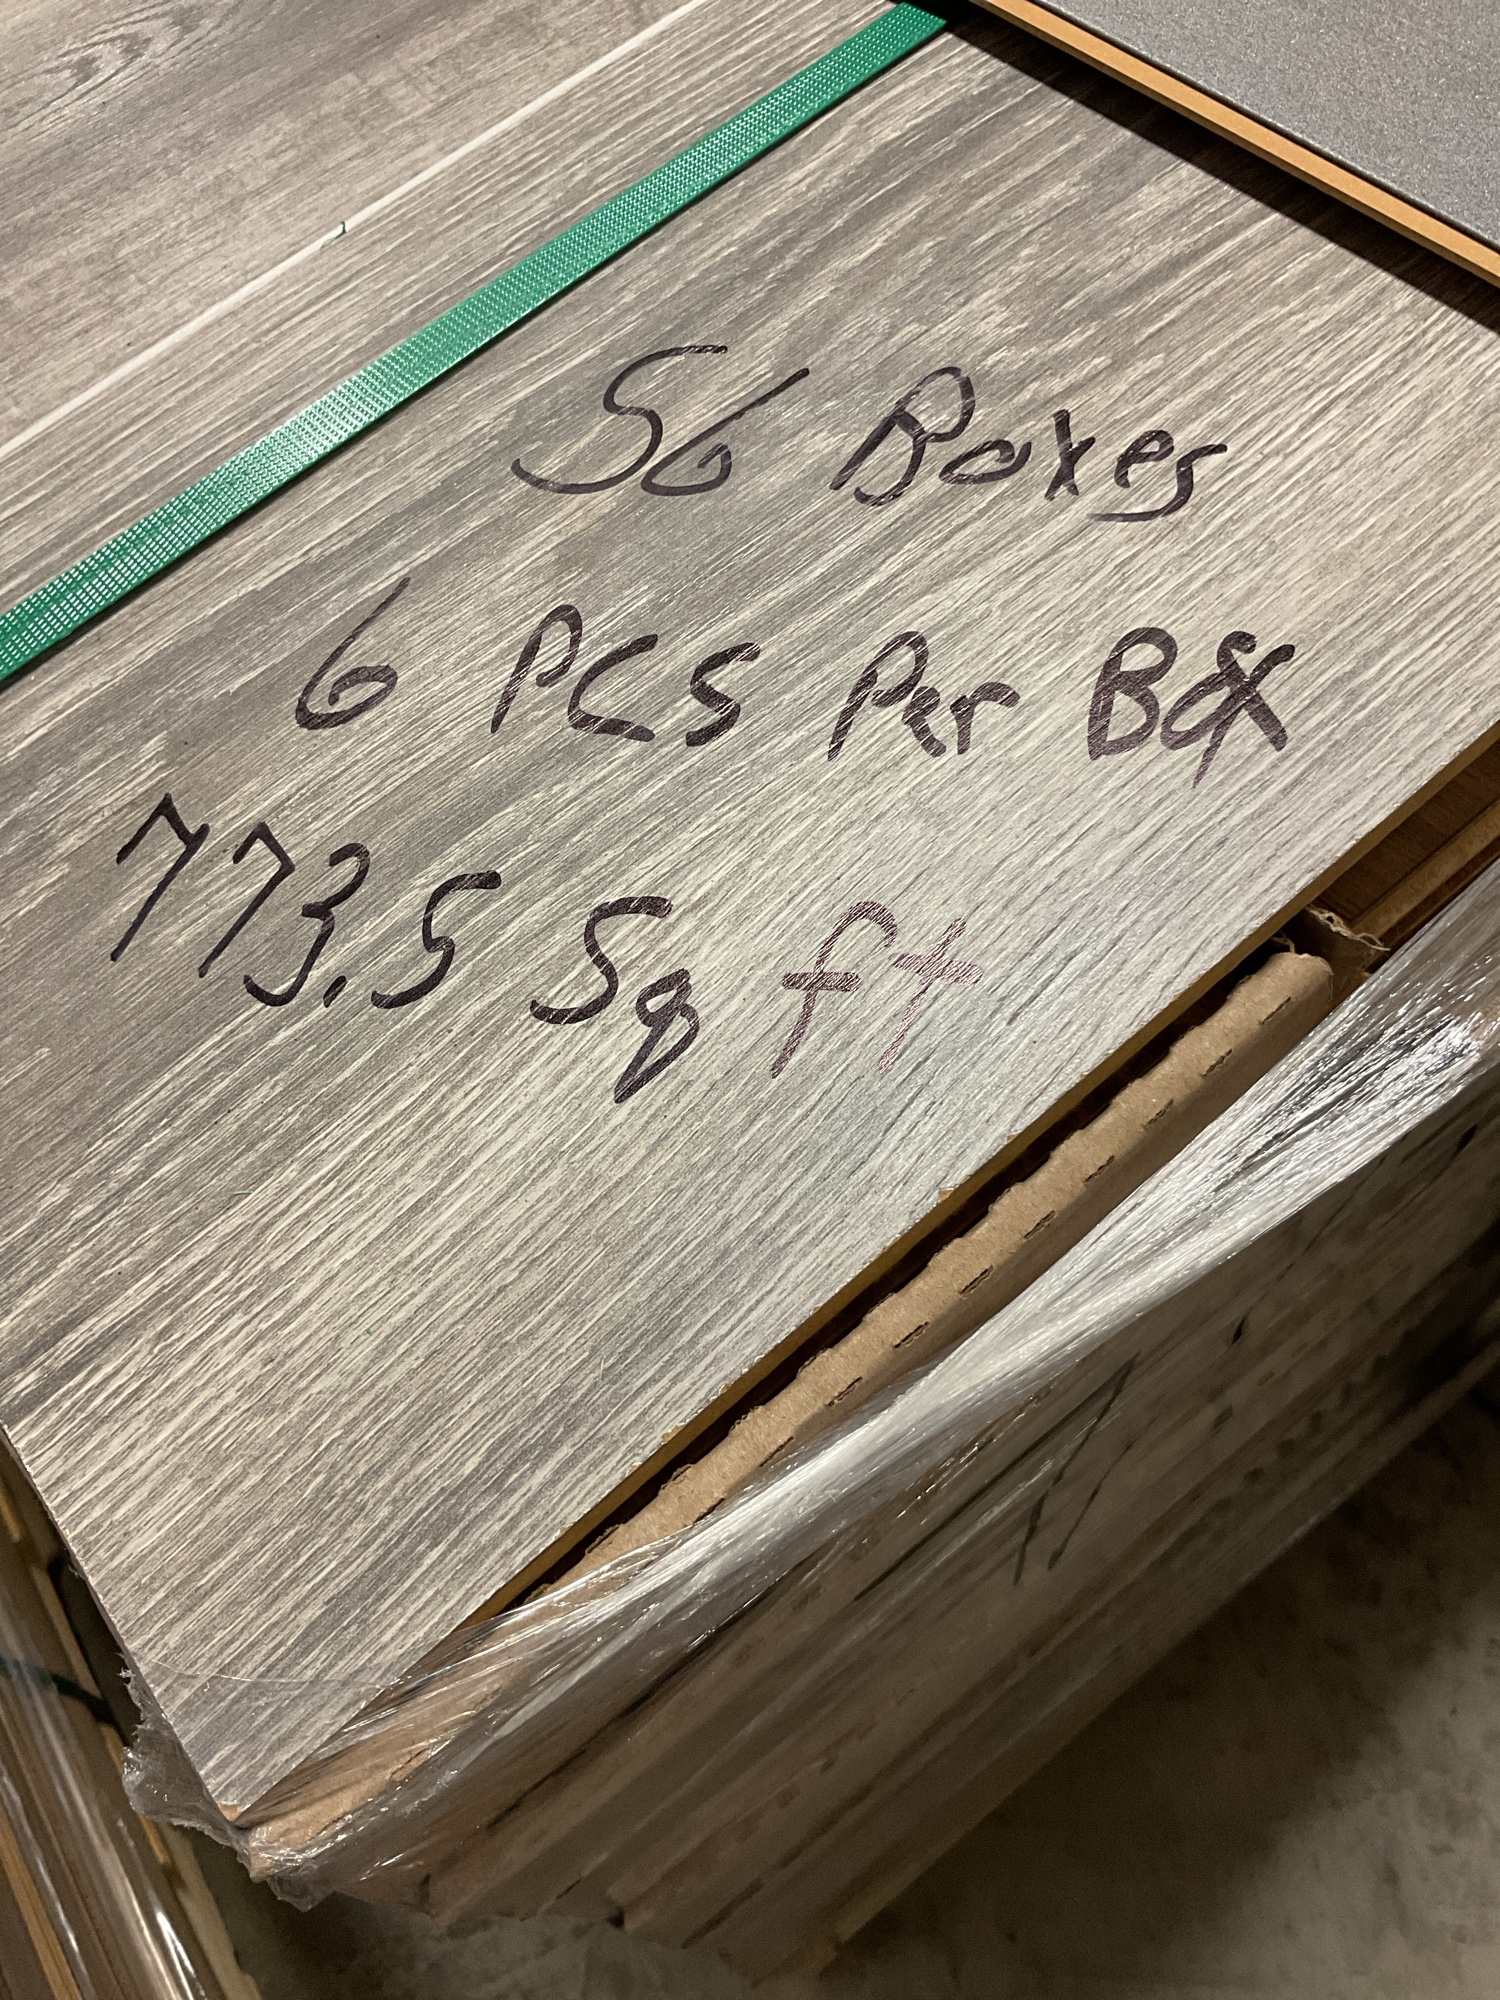 56 Boxes
6 PCS Per Box
773.5 Sq ft